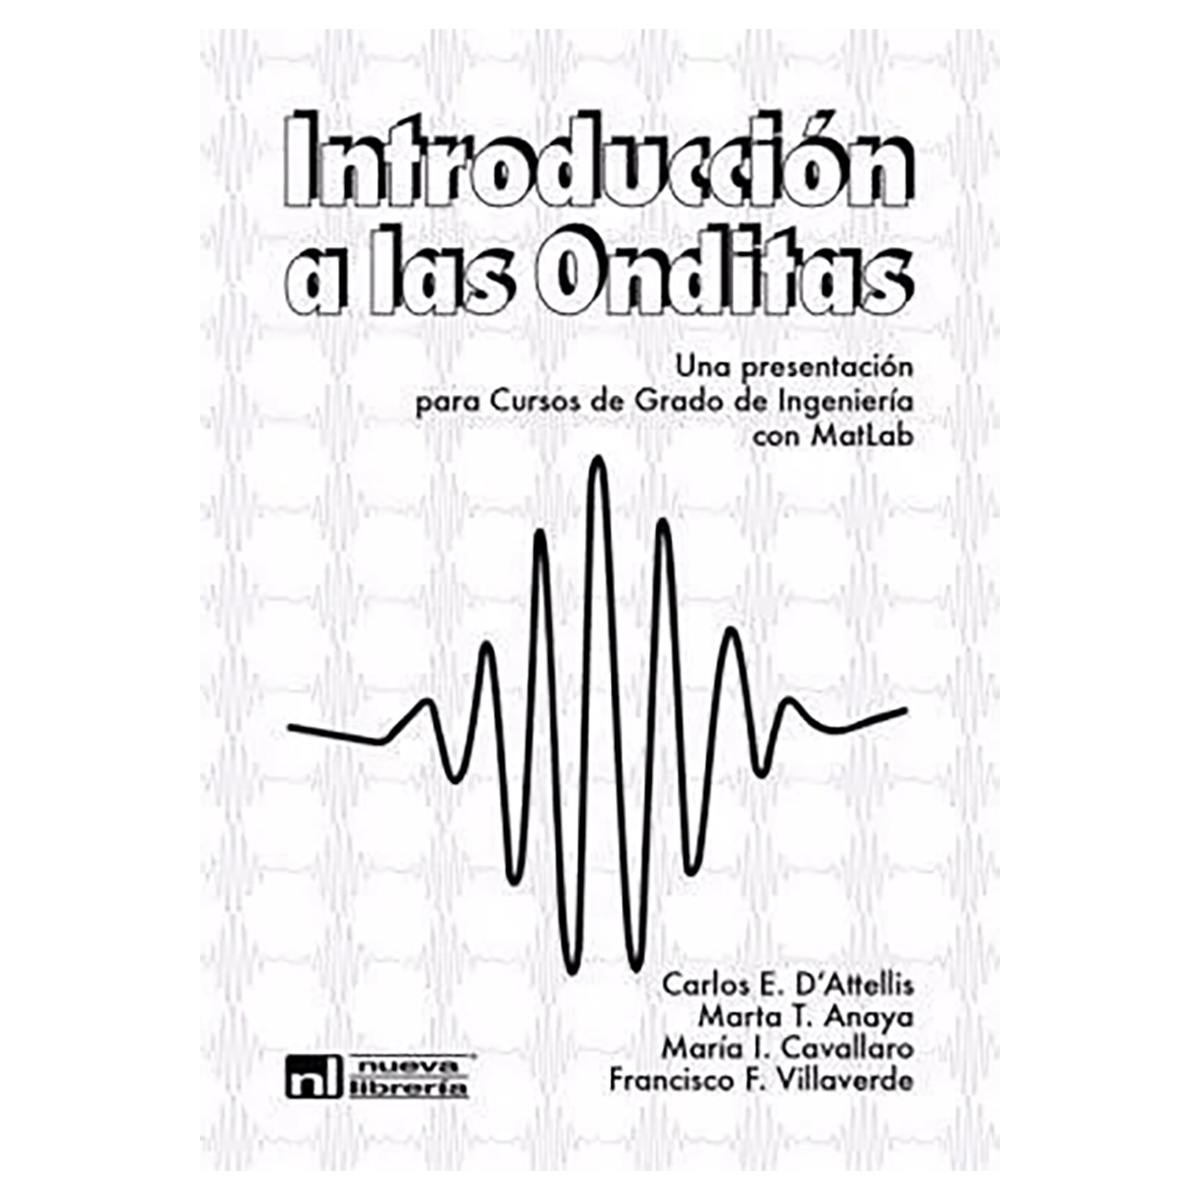 Introducción
a las Onditas
Una presentación
para Cursos de Grado de Ingeniería
con MatLab
Carlos E. D'Attellis
Marta T. Anaya
María I. Cavallaro
Francisco F. Villaverde
nl nueva
librería